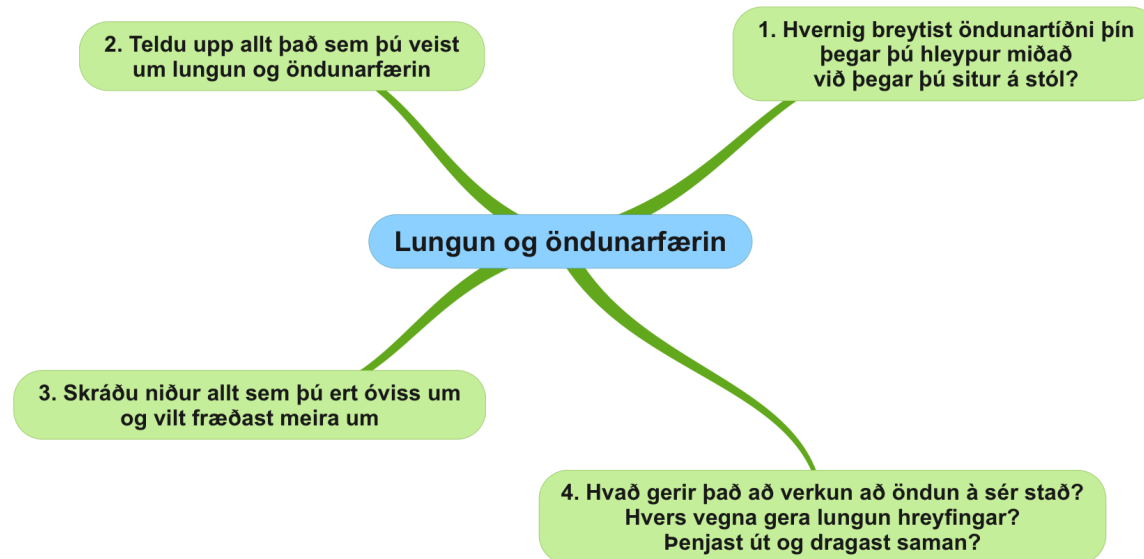 2. Teldu upp allt það sem þú veist
um lungun og öndunarfærin
1. Hvernig breytist öndunartíðni þín
þegar þú hleypur miðað
við þegar þú situr á stól?
Lungun og öndunarfærin
3. Skráðu niður allt sem þú ert óviss um
og vilt fræðast meira um
4. Hvað gerir það að verkun að öndun à sér stað?
Hvers vegna gera lungun hreyfingar?
Þenjast út og dragast saman?